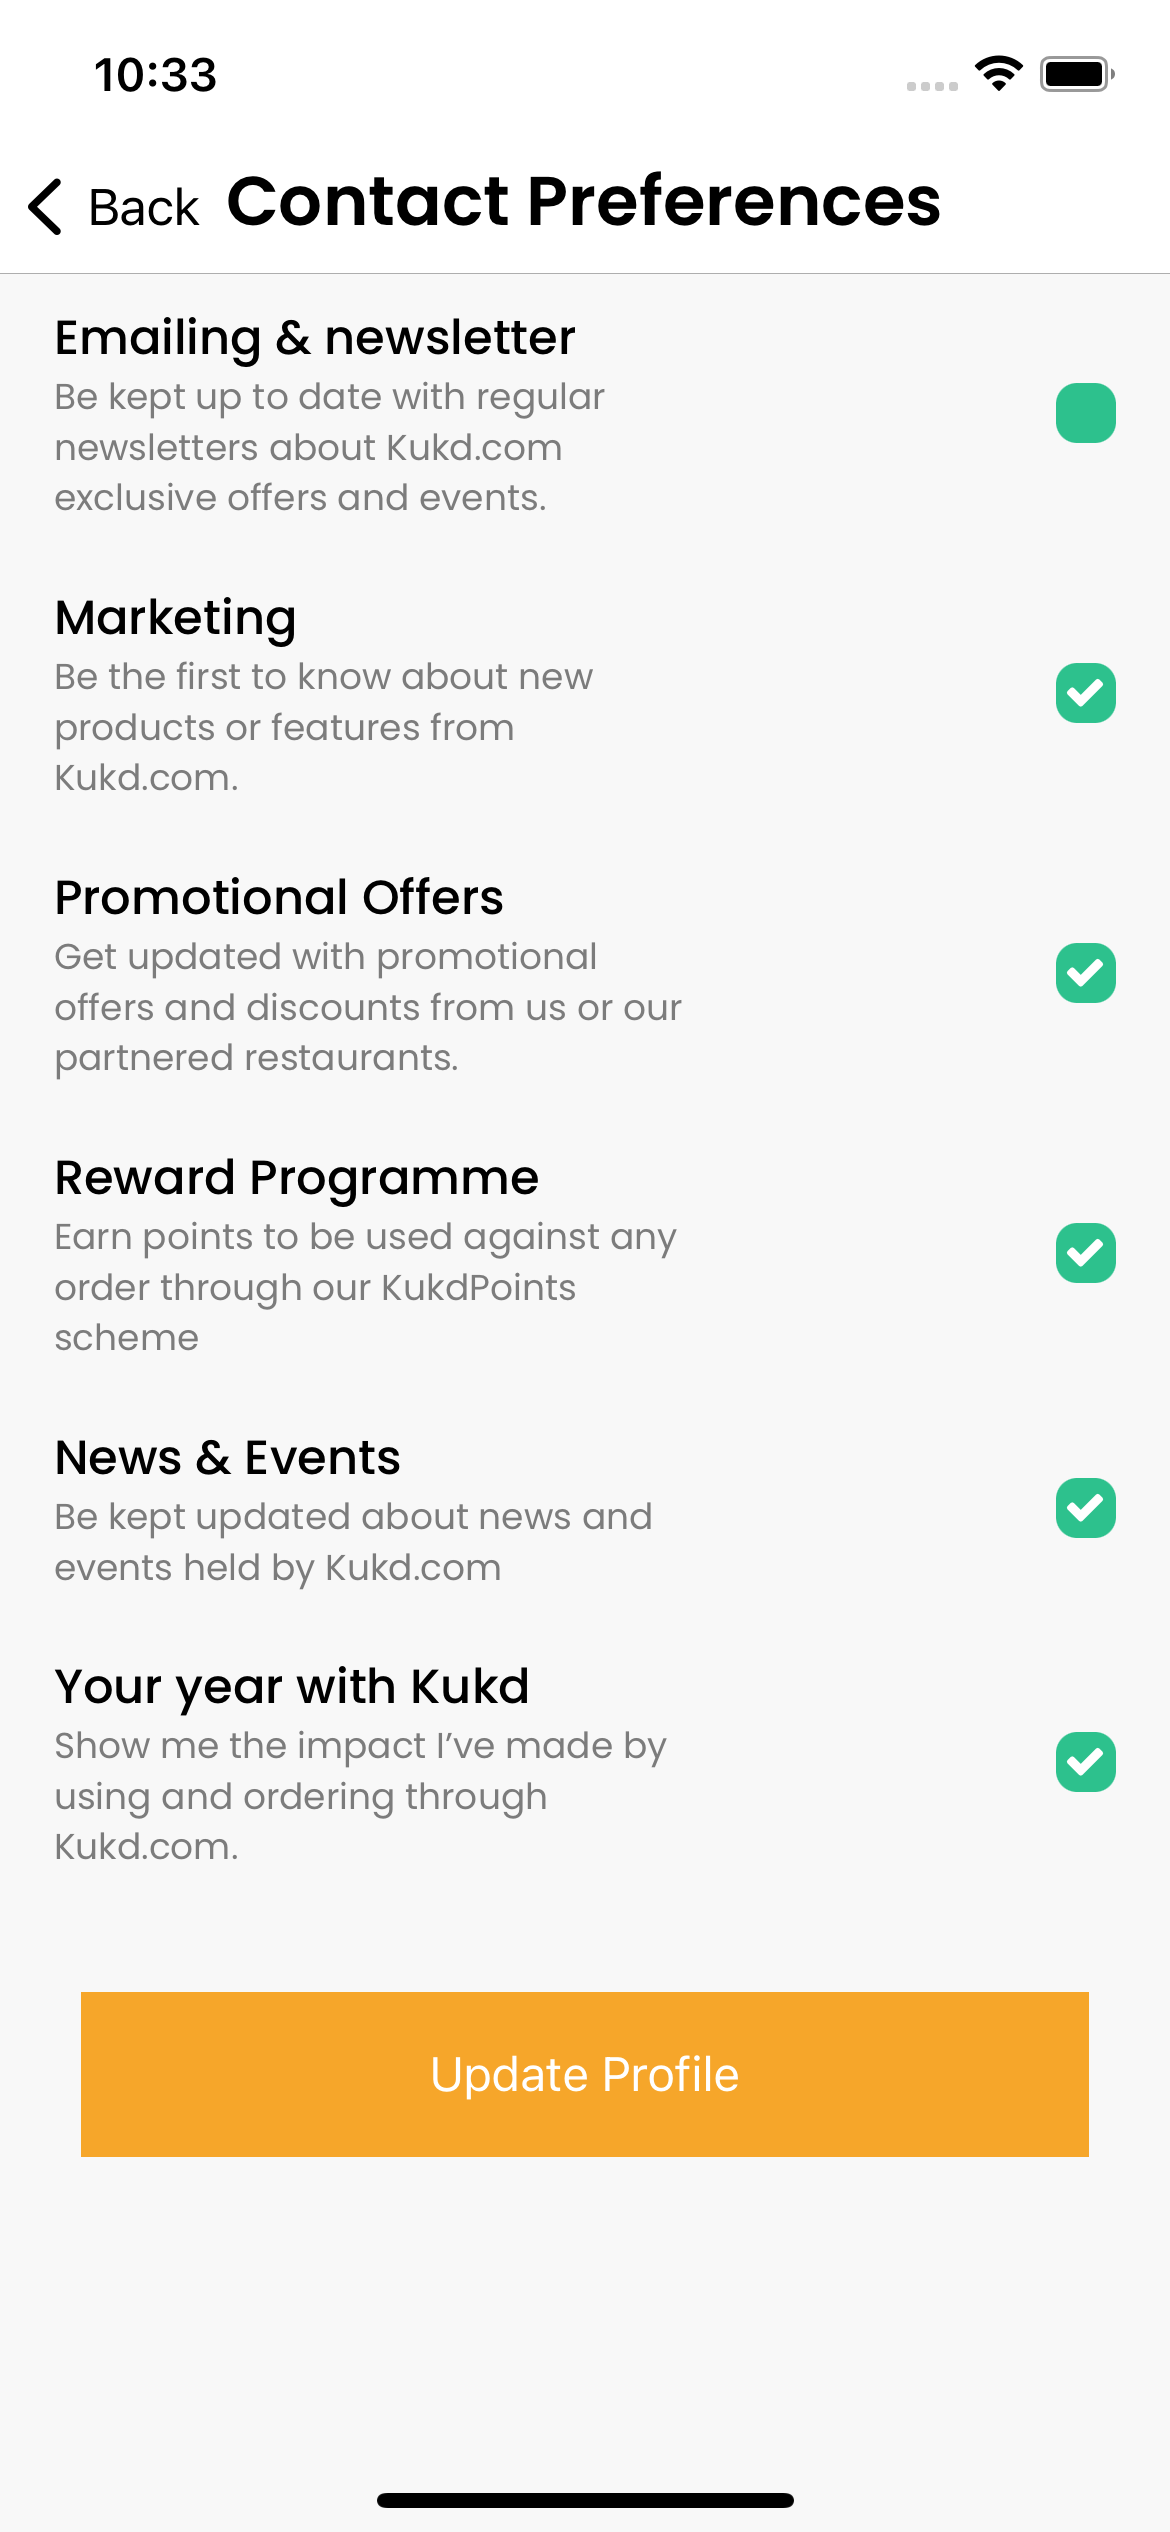 10:33
Back Contact Preferences
Emailing & newsletter
Be kept up to date with regular
newsletters about Kukd.com
exclusive offers and events.
Marketing
Be the first to know about new
products or features from
Kukd.com.
Promotional Offers
Get updated with promotional
offers and discounts from us or our
partnered restaurants.
Reward Programme
Earn points to be used against any
order through our KukdPoints
scheme
News & Events
Be kept updated about news and
events held by Kukd.com
Your year with Kukd
Show me the impact I’ve made by
using and ordering through
Kukd.com.
Update Profile